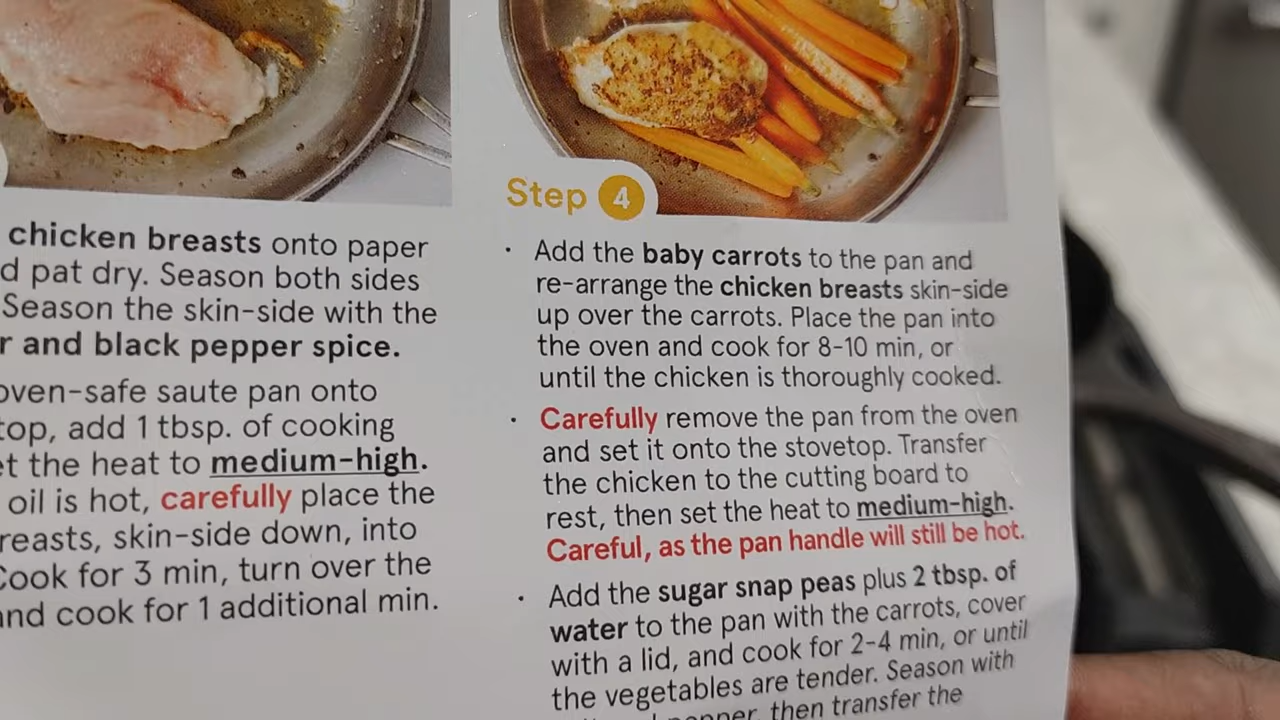 chicken breasts onto paper
pat dry. Season both sides
Season the skin-side with the
and black pepper spice.
oven-safe saute pan onto
add 1 tbsp. of cooking
the heat to medium-high.
oil is hot, carefully place the
skin-side down, into
Cook for 3 min, turn over the
and cook for 1 additional min.
Step 4
· Add the baby carrots to the pan and
re-arrange the chicken breasts skin-side
up over the carrots. Place the pan into
the oven and cook for 8-10 min, or
until the chicken is thoroughly cooked.
· Carefully remove the pan from the oven
and set it onto the stovetop. Transfer
the chicken to the cutting board to
rest, then set the heat to medium-high.
Careful, as the pan handle will still be hot.
· Add the sugar snap peas plus 2 tbsp. of
water to the pan with the carrots, cover
with a lid, and cook for 2-4 min, or until
the vegetables are tender. Season with
pepper, then transfer the